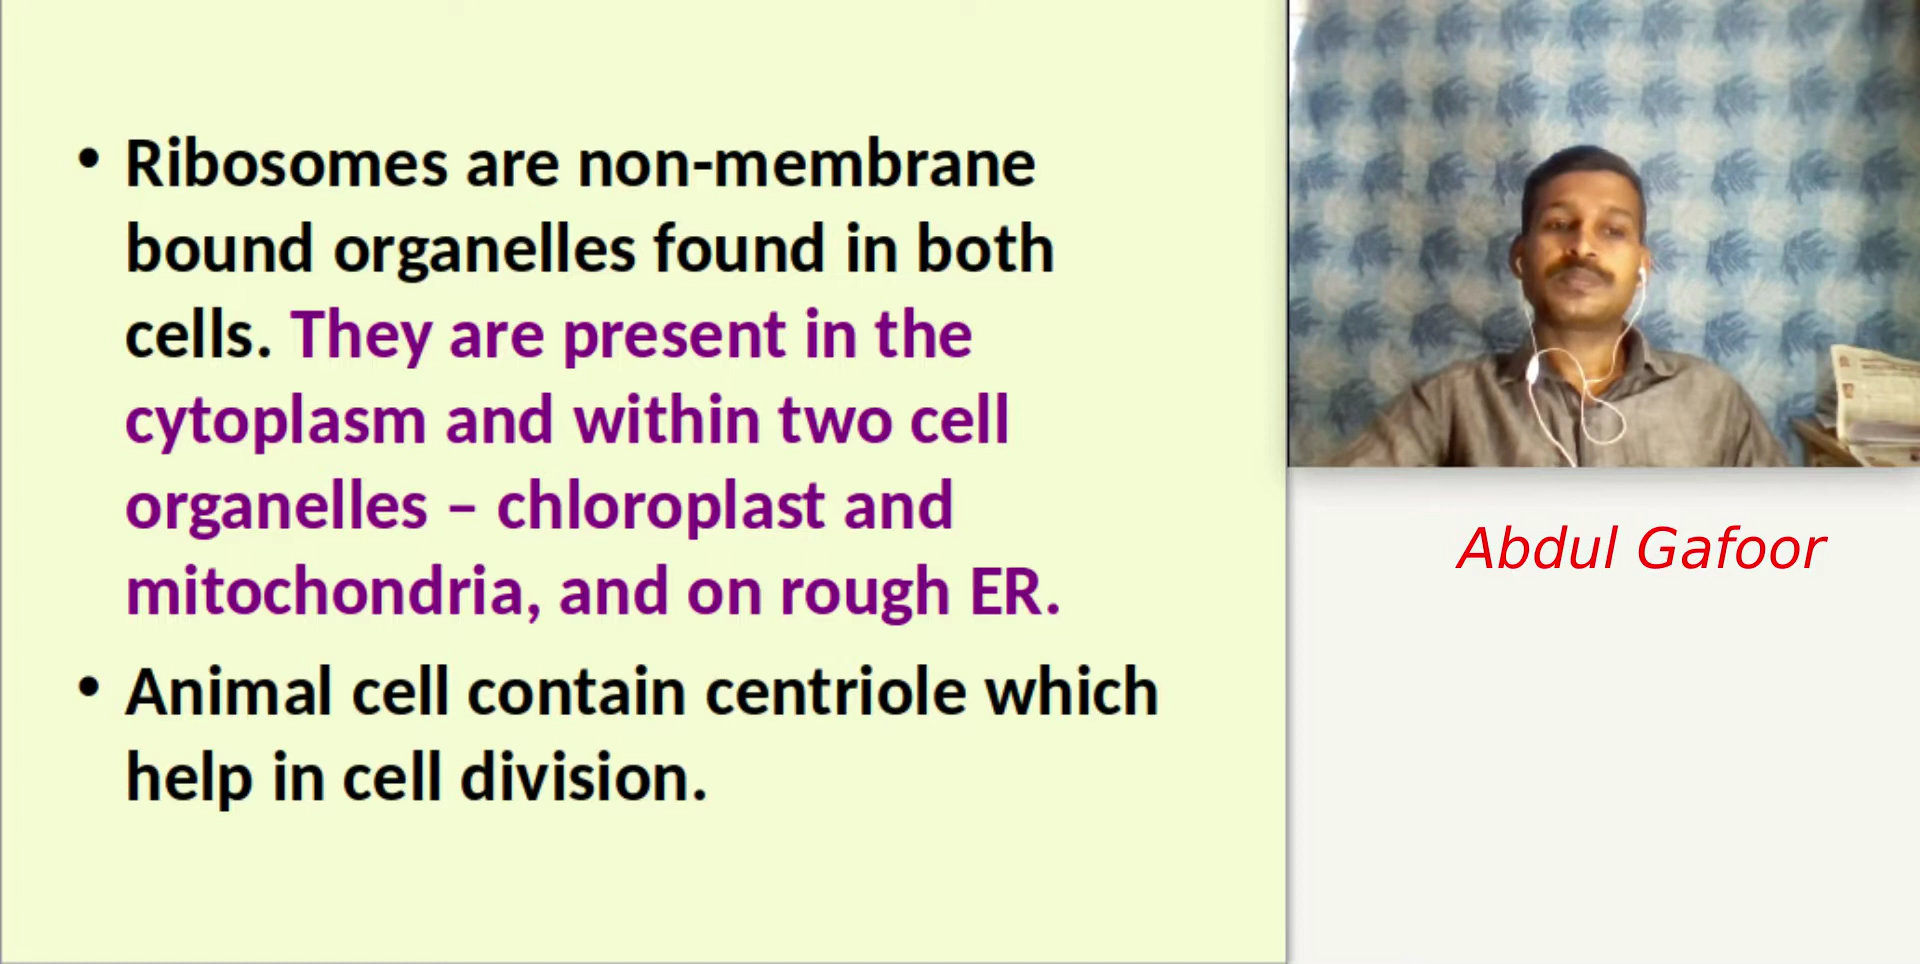 • Ribosomes are non-membrane
bound organelles found in both
cells. They are present in the
cytoplasm and within two cell
organelles – chloroplast and
mitochondria, and on rough ER.
• Animal cell contain centriole which
help in cell division.
Abdul Gafoor